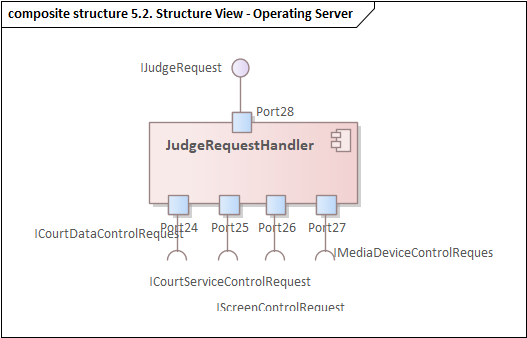 composite structure 5.2. Structure View - Operating Server
IJudgeRequest
Port28
JudgeRequestHandler
Port24 Port25 Port26 Port27
ICourtDataControlRequest
IMediaDeviceControlReques
ICourtServiceControlRequest
IScreenControlRequest